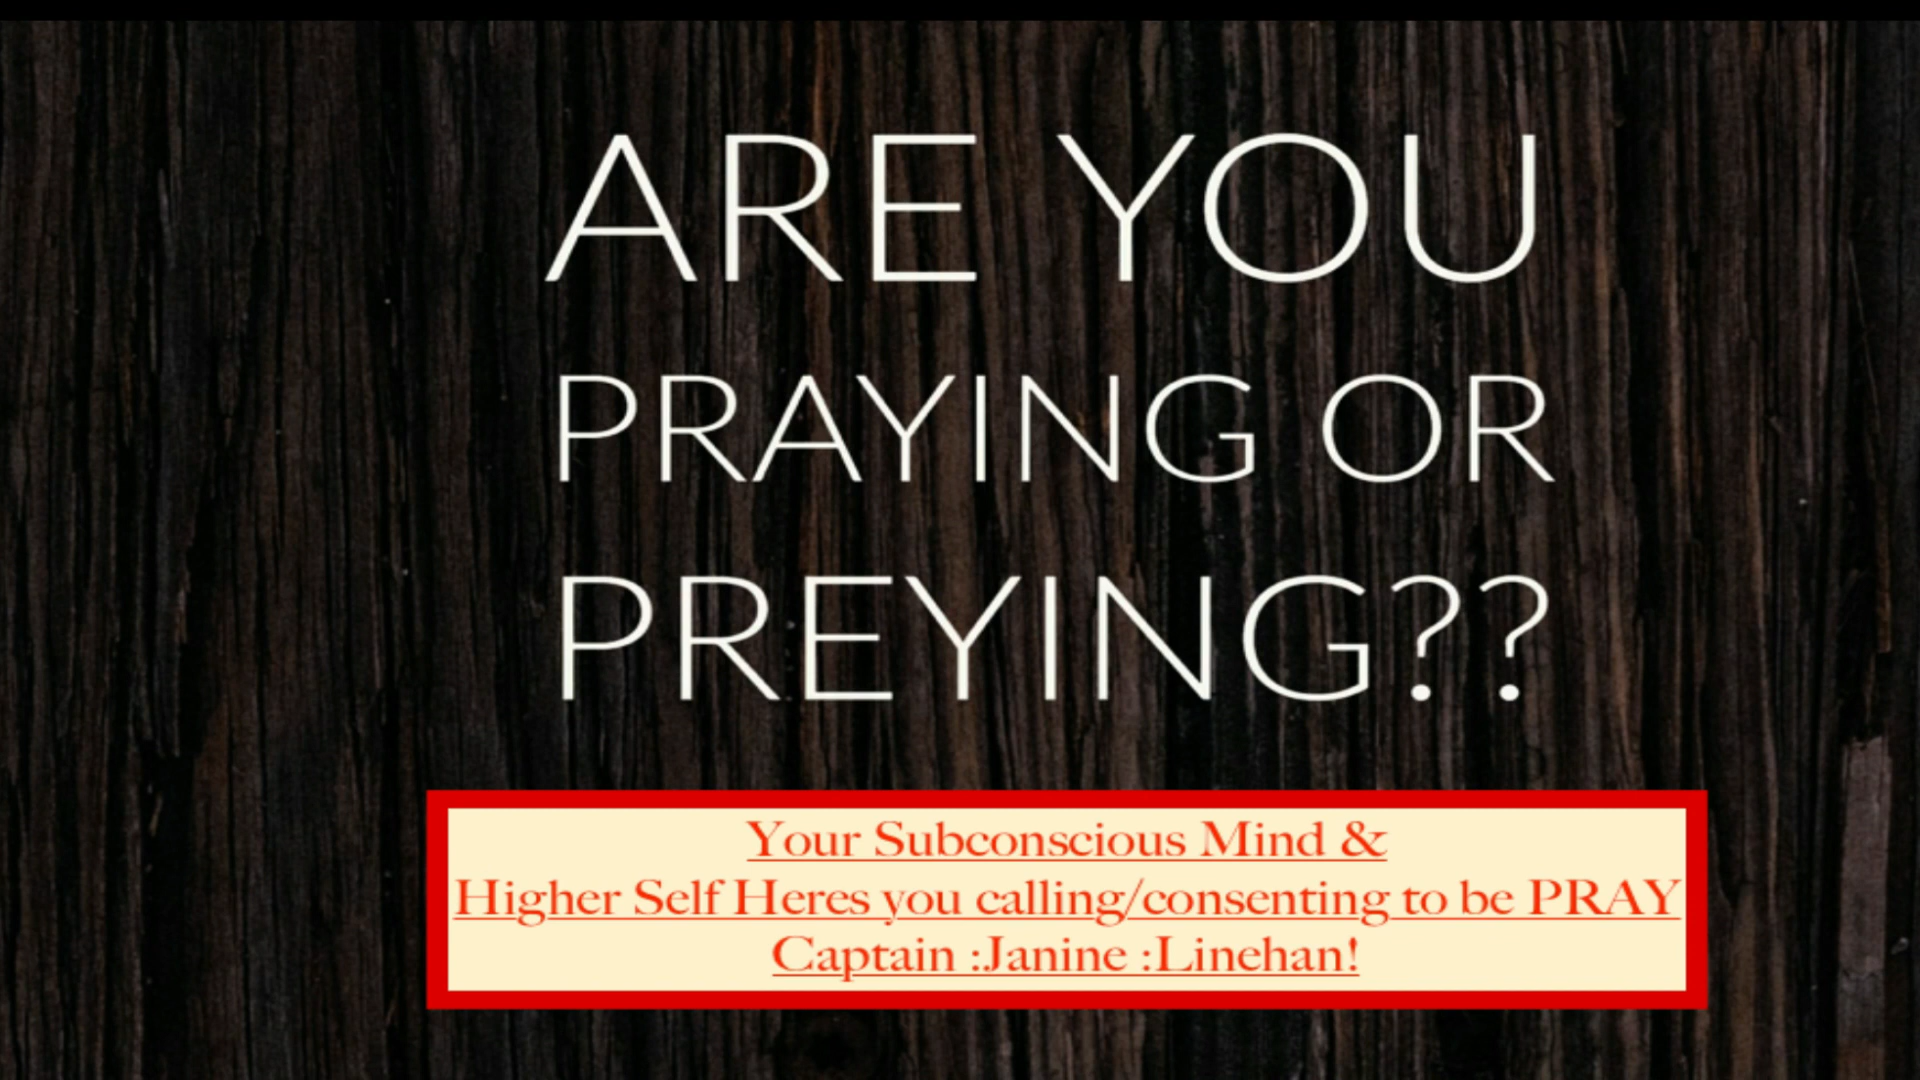 ARE YOU
PRAYING OR
PREYING??
Your Subconscious Mind &
Higher Self Heres you calling/consenting to be PRAY
Captain :Janine :Linehan!